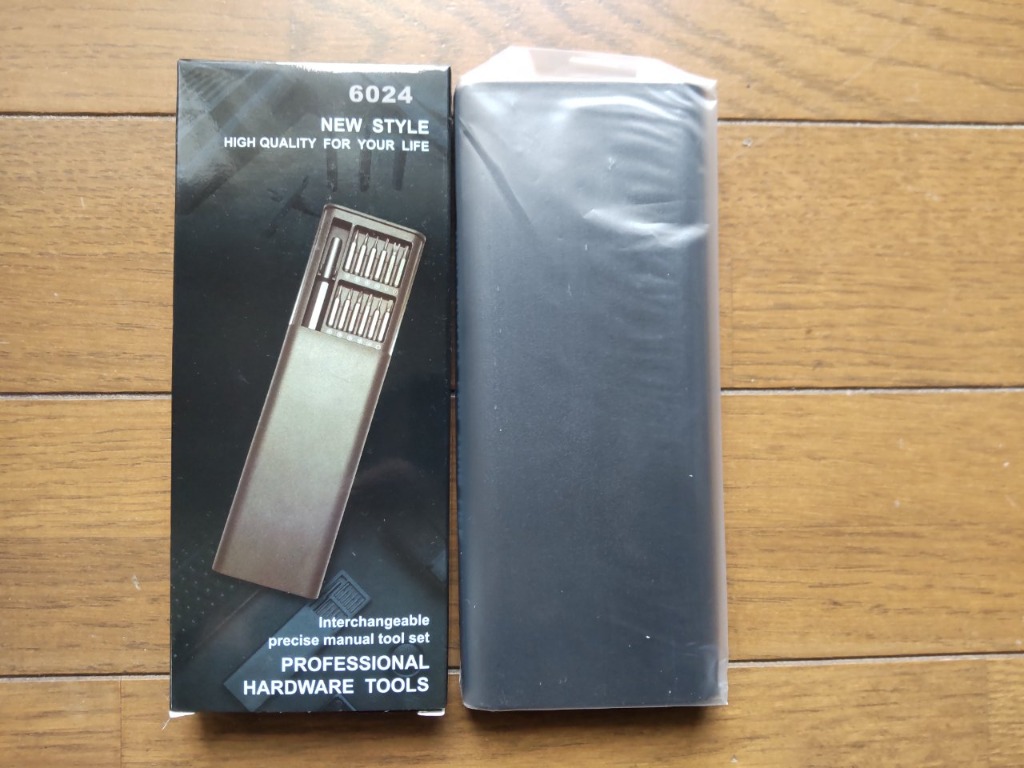 6024
NEW STYLE
HIGH QUALITY FOR YOUR LIFE
Interchangeable
precise manual tool set
PROFESSIONAL
HARDWARE TOOLS